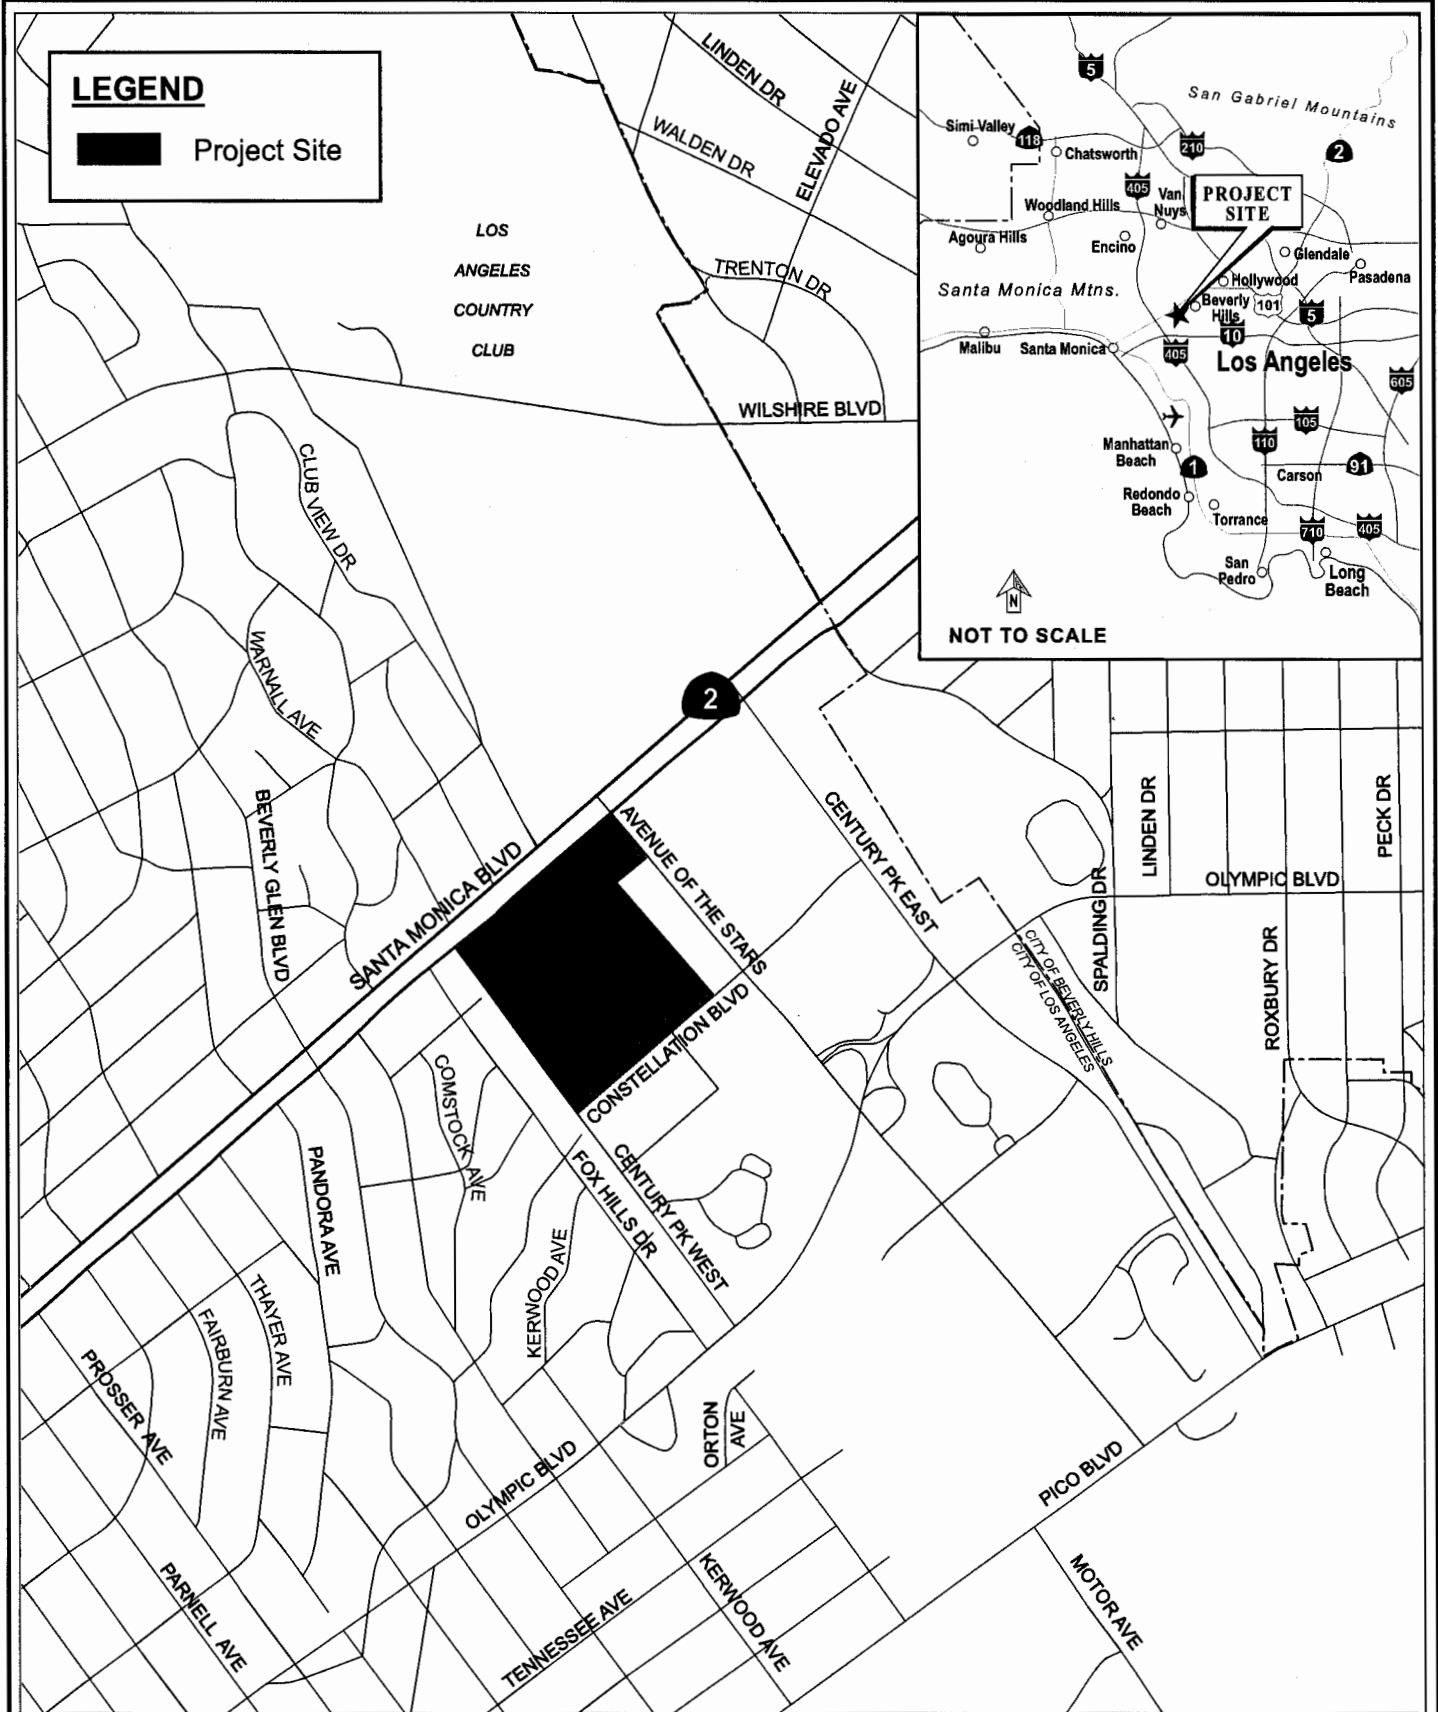 LEGEND
Project Site
LINDEN DR
WALDEN DR
ELEVADO AVE
TRENTON DR
LOS
ANGELES
COUNTRY
CLUB
WILSHIRE BLVD
CLUB VIEW DR
WARNALL AVE
BEVERLY GLEN BLVD
SANTA MONICA BLVD
2
AVENUE OF THE STARS
CENTURY PK EAST
CONSTELLATION BLVD
LINDEN DR
PECK DR
OLYMPIC BLVD
SPALDING DR
ROXBURY DR
CITY OF BEVERLY HILLS
CITY OF LOS ANGELES
COMSTOCK AVE
PANDORA AVE
FOX HILLS DR
CENTURY PK WEST
KERWOOD AVE
THAYER AVE
FAIRBURN AVE
PROSSER AVE
ORTON
AVE
OLYMPIC BLVD
PICO BLVD
PARNELL AVE
TENNESSEE AVE
KERWOOD AVE
MOTOR AVE
5
San Gabriel Mountains
Simi Valley
118
Chatsworth
210
2
405
Van
Nuys
PROJECT
SITE
Woodland Hills
Agoura Hills
Encino
Glendale
Pasadena
Hollywood
Santa Monica Mtns.
Beverly
Hills
101
5
10
Malibu
Santa Monica
405
Los Angeles
605
105
110
Manhattan
Beach
1
Carson
91
Redondo
Beach
Torrance
710
405
San
Pedro
Long
Beach
N
NOT TO SCALE